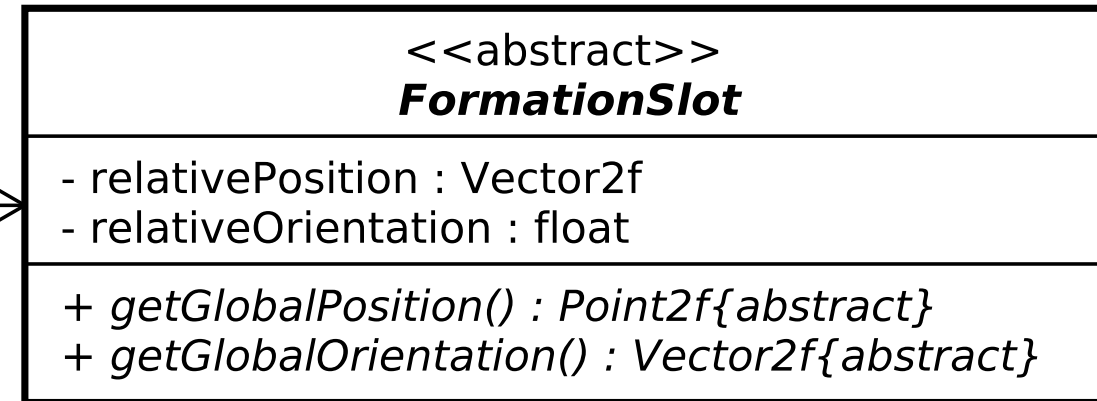 <<abstract>>
FormationSlot
- relativePosition : Vector2f
- relativeOrientation : float
+ getGlobalPosition() : Point2f{abstract}
+ getGlobalOrientation() : Vector2f{abstract}